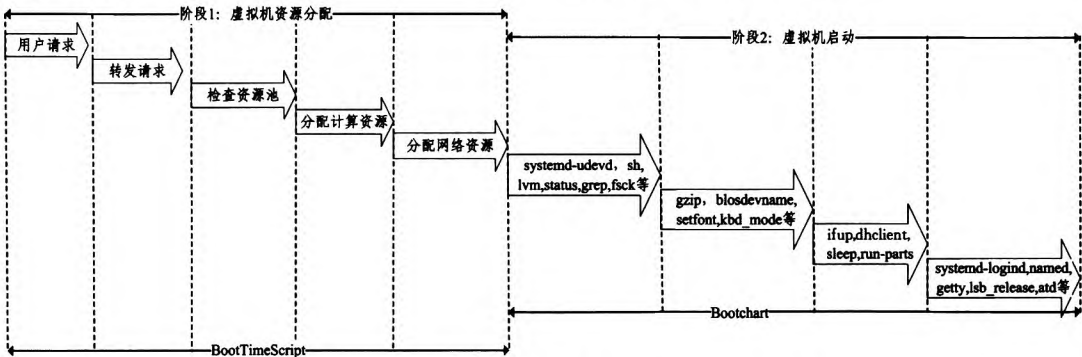 阶段1：虚拟机资源分配
阶段2：虚拟机启动
用户请求
转发请求
检查资源池
分配计算资源
分配网络资源
systemd-udevd，sh,
lvm,status,grep,fsck等
gzip，blosdevname,
setfont,kbd_mode等
ifup,dhclient,
sleep,run-parts
systemd-logind,named,
getty,lsb_release,atd等
Bootchart
BootTimeScript